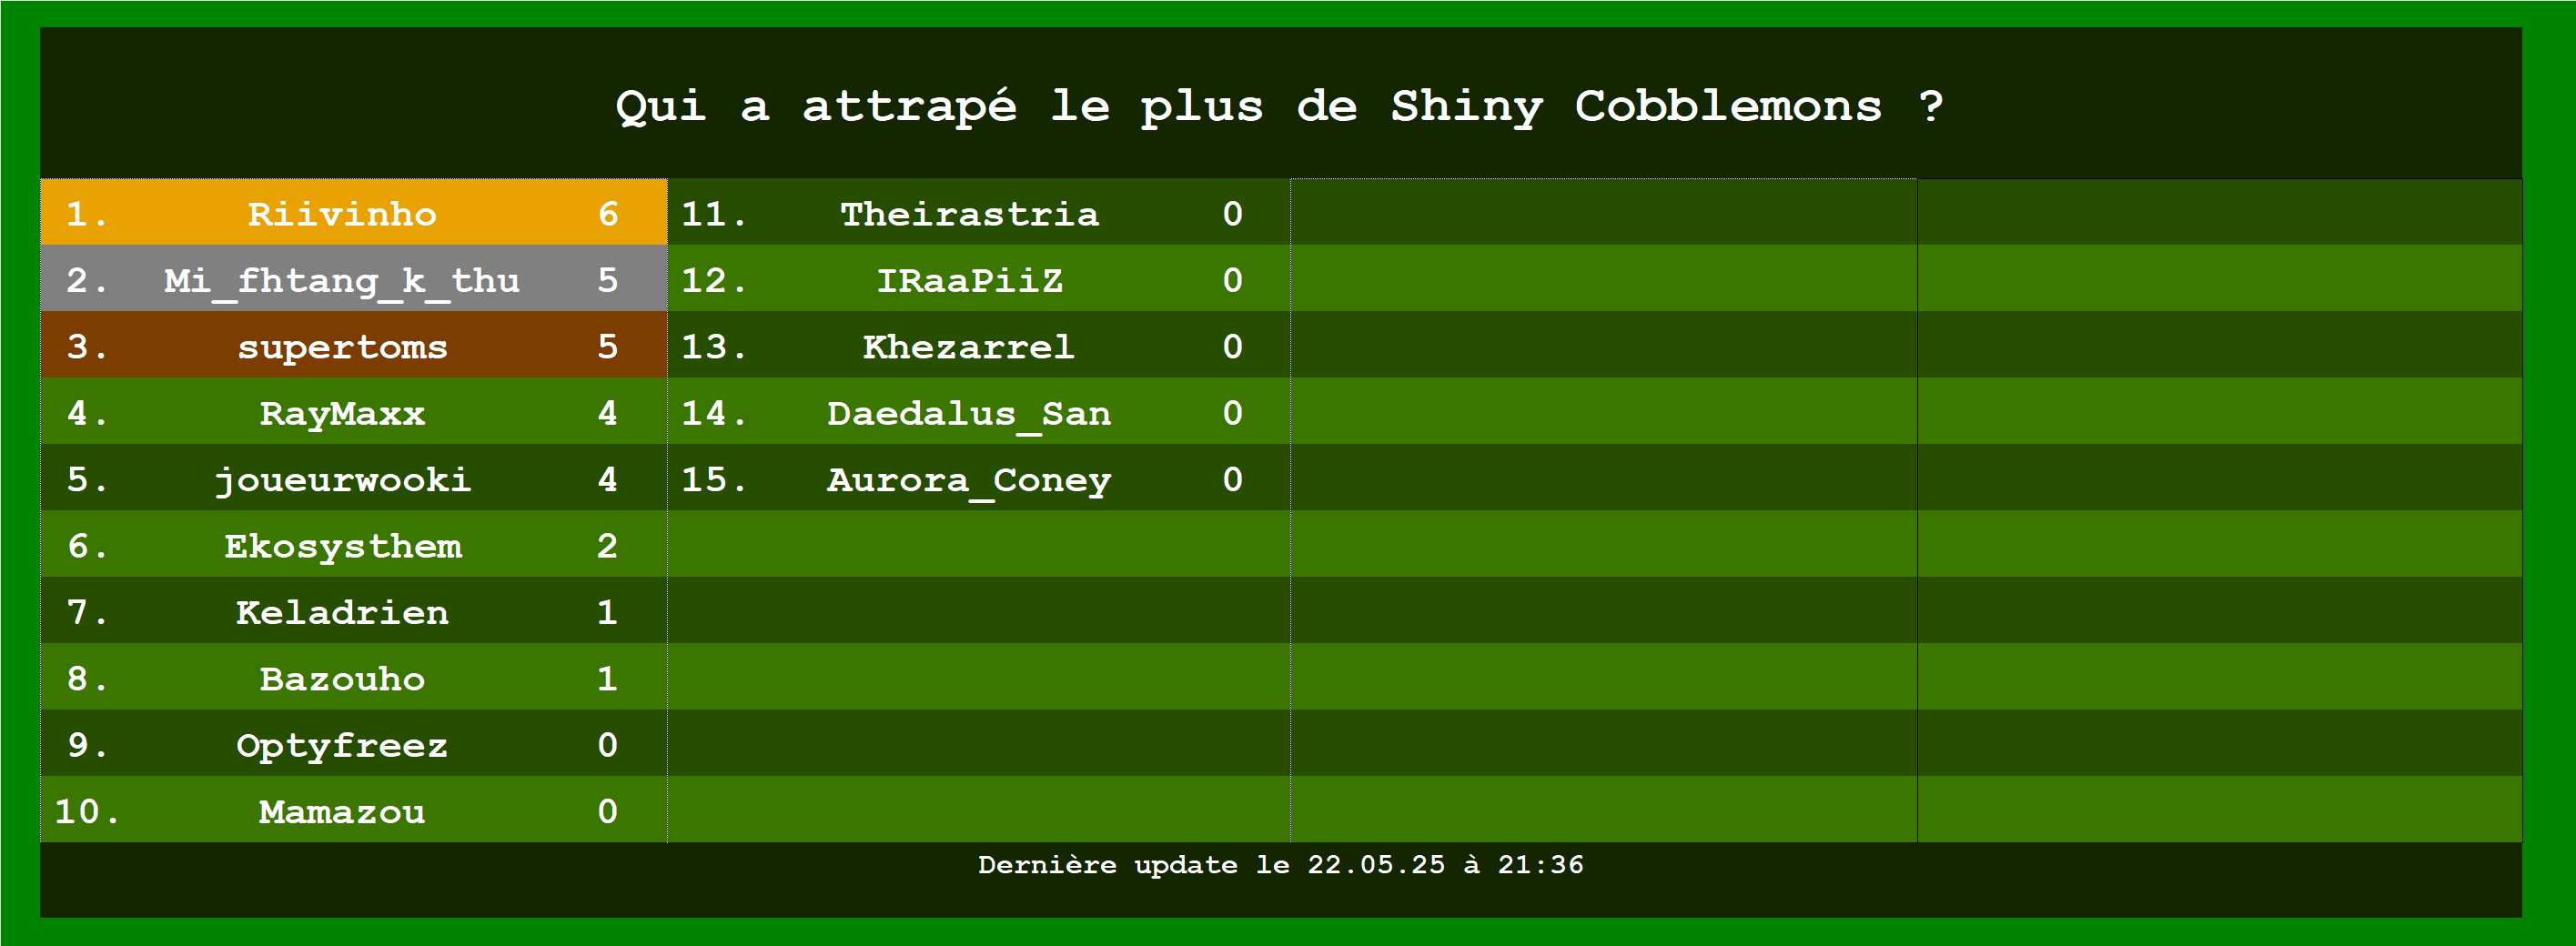 Qui a attrapé le plus de Shiny Cobblemons ?
1. Riivinho 6
2. Mi_fhtang_k_thu 5
3. supertoms 5
4. RayMaxx 4
5. joueurwooki 4
6. Ekosysthem 2
7. Keladrien 1
8. Bazouho 1
9. Optyfreez 0
10. Mamazou 0
11. Theirastria 0
12. IRaaPiiZ 0
13. Khezarrel 0
14. Daedalus_San 0
15. Aurora_Coney 0
Dernière update le 22.05.25 à 21:36